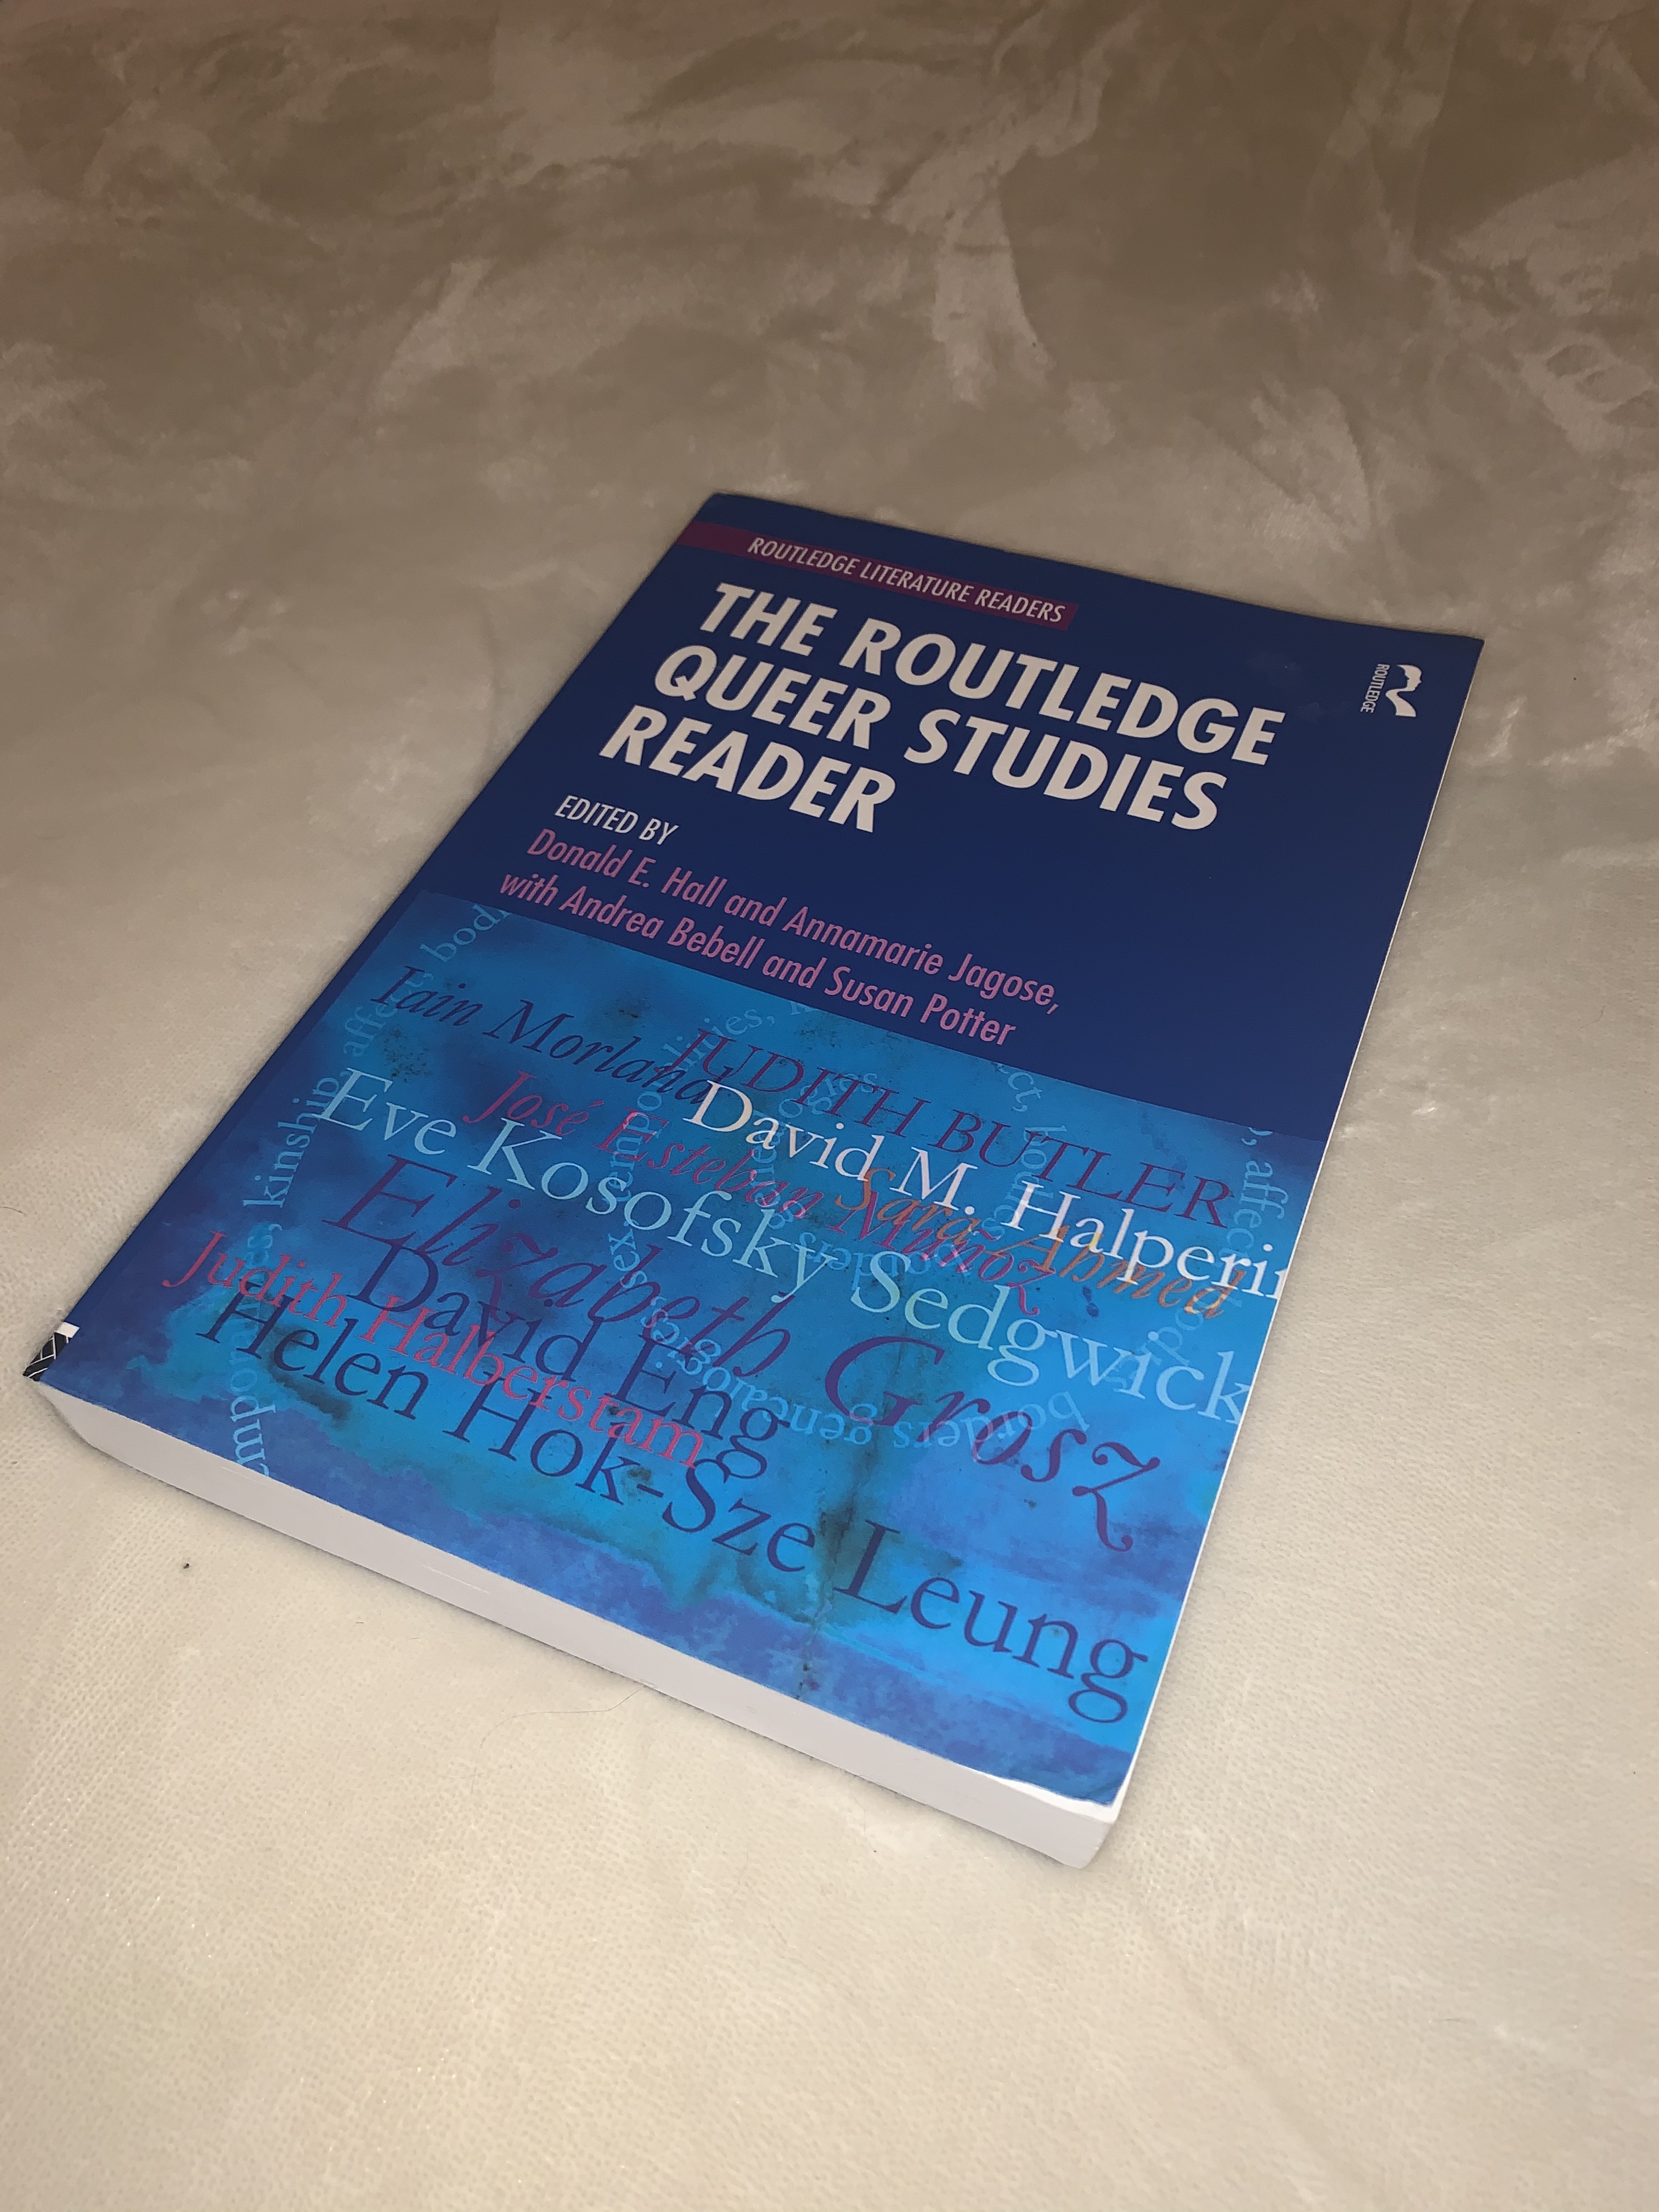 ROUTLEDGE LITERATURE READERS
ROUTLEDGE
THE ROUTLEDGE
QUEER STUDIES
READER
EDITED BY
Donald E. Hall and Annamarie Jagose,
with Andrea Bebell and Susan Potter
Iain Morland
JUDITH BUTLER
David M. Halperin
José Esteban Muñoz
Sara Ahmed
Eve Kosofsky Sedgwick
Elizabeth Grosz
David Eng
Judith Halberstam
Helen Hok-Sze Leung
kinship,
borders